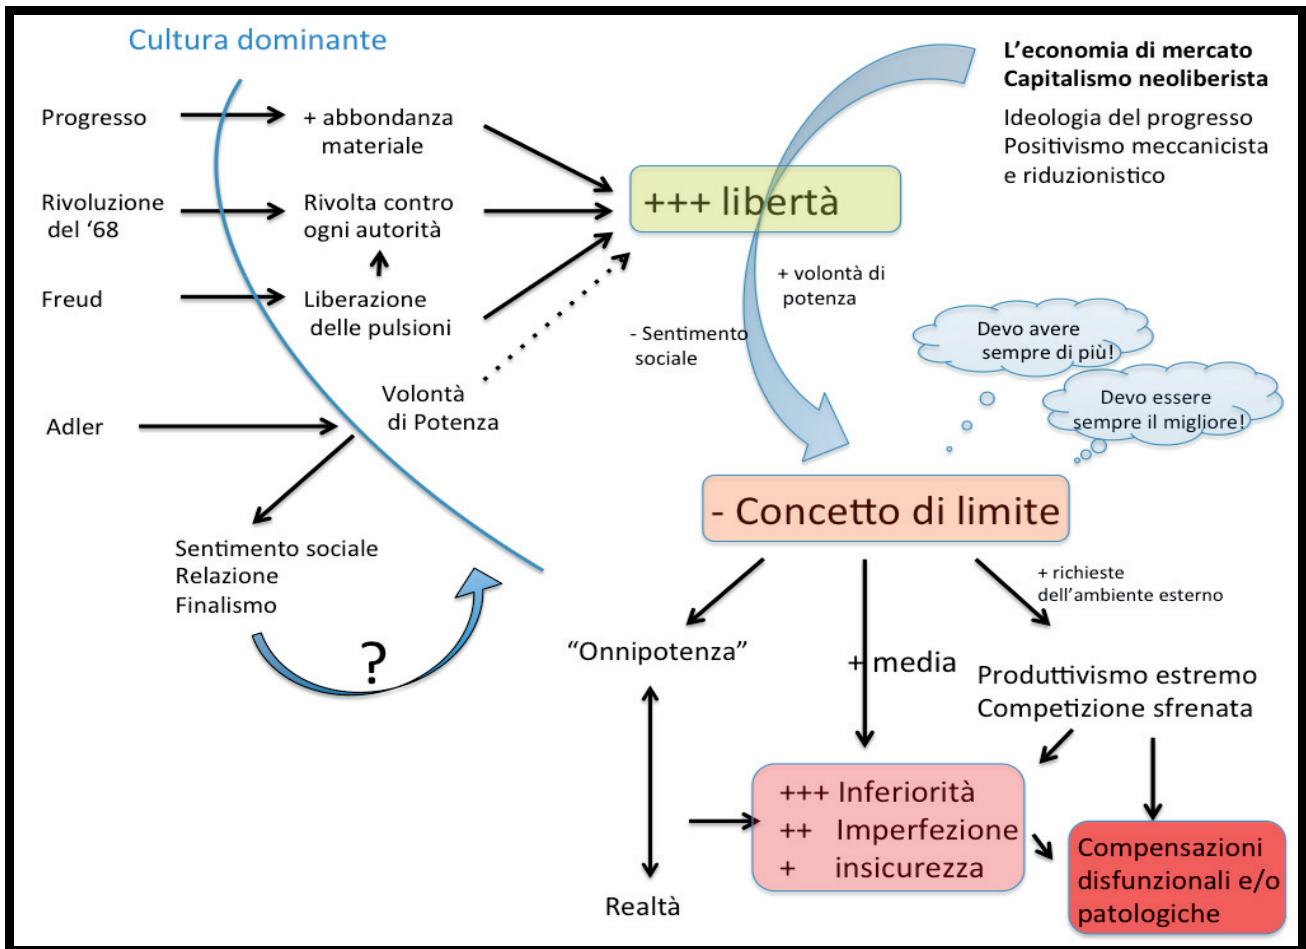 Cultura dominante
L’economia di mercato
Capitalismo neoliberista
Ideologia del progresso
Positivismo meccanicista
e riduzionistico
Progresso
+ abbondanza
materiale
Rivoluzione
del ‘68
Rivolta contro
ogni autorità
+++ libertà
Freud
Liberazione
delle pulsioni
+ volontà di
potenza
- Sentimento
sociale
Devo avere
sempre di più!
Devo essere
sempre il migliore!
Adler
Volontà
di Potenza
- Concetto di limite
Sentimento sociale
Relazione
Finalismo
?
+ richieste
dell’ambiente esterno
“Onnipotenza”
+ media
Produttivismo estremo
Competizione sfrenata
+++ Inferiorità
++ Imperfezione
+ insicurezza
Realtà
Compensazioni
disfunzionali e/o
patologiche